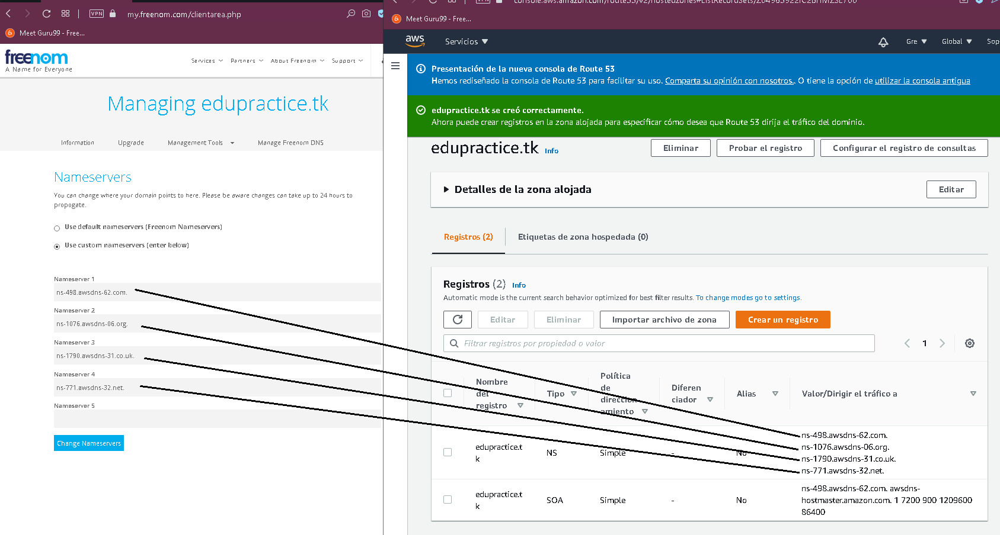 VPN
my.freenom.com/clientarea.php
Meet Guru99 - Free...
freenom
A Name for Everyone
Services
Partners
About Freenom
Support
Managing edupractice.tk
Information
Upgrade
Management Tools
Manage Freenom DNS
Nameservers
You can change where your domain points to here. Please be aware changes can take up to 24 hours to
propogate.
Use default nameservers (Freenom Nameservers)
Use custom nameservers (enter below)
Nameserver 1
ns-498.awsdns-62.com.
Nameserver 2
ns-1076.awsdns-06.org.
Nameserver 3
ns-1790.awsdns-31.co.uk.
Nameserver 4
ns-771.awsdns-32.net.
Nameserver 5
Change Nameservers
Meet Guru99 - Free...
aws
Servicios
Gre
Global
Sop
Presentación de la nueva consola de Route 53
Hemos rediseñado la consola de Route 53 para facilitar su uso. Comparta su opinión con nosotros.. O tiene la opción de utilizar la consola antigua
edupractice.tk se creó correctamente.
Ahora puede crear registros en la zona alojada para especificar cómo desea que Route 53 dirija el tráfico del dominio.
edupractice.tk Info
Eliminar
Probar el registro
Configurar el registro de consultas
Detalles de la zona alojada
Editar
Registros (2)
Etiquetas de zona hospedada (0)
Registros (2) Info
Automatic mode is the current search behavior optimized for best filter results. To change modes go to settings.
Editar
Eliminar
Importar archivo de zona
Crear un registro
Filtrar registros por propiedad o valor
1
Nombre
del
registro
Tipo
Política
de
direccion
amiento
Diferen
ciador
Alias
Valor/Dirigir el tráfico a
edupractice.t
k
NS
Simple
-
No
ns-498.awsdns-62.com.
ns-1076.awsdns-06.org.
ns-1790.awsdns-31.co.uk.
ns-771.awsdns-32.net.
edupractice.t
k
SOA
Simple
-
No
ns-498.awsdns-62.com. awsdns-
hostmaster.amazon.com. 1 7200 900 1209600
86400